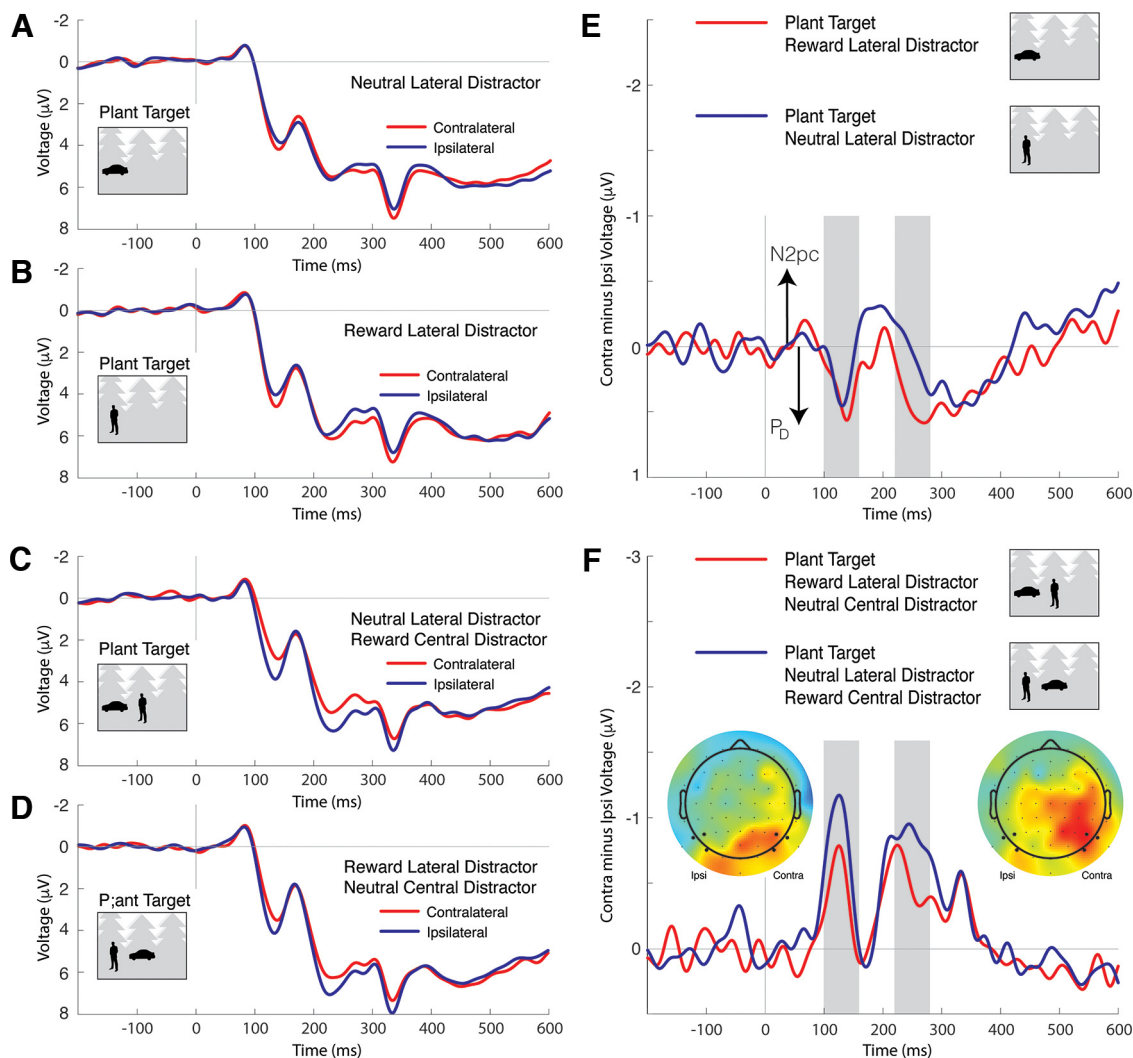 A
-2
0
2
4
6
8
Voltage (µV)
Neutral Lateral Distractor
Plant Target
Contralateral
Ipsilateral
-100 0 100 200 300 400 500 600
Time (ms)
B
-2
0
2
4
6
8
Voltage (µV)
Reward Lateral Distractor
Plant Target
Contralateral
Ipsilateral
-100 0 100 200 300 400 500 600
Time (ms)
C
-2
0
2
4
6
8
Voltage (µV)
Neutral Lateral Distractor
Reward Central Distractor
Plant Target
Contralateral
Ipsilateral
-100 0 100 200 300 400 500 600
Time (ms)
D
-2
0
2
4
6
8
Voltage (µV)
Reward Lateral Distractor
Neutral Central Distractor
P;ant Target
Contralateral
Ipsilateral
-100 0 100 200 300 400 500 600
Time (ms)
E
Plant Target
Reward Lateral Distractor
Plant Target
Neutral Lateral Distractor
-2
-1
0
1
Contra minus Ipsi Voltage (µV)
N2pc
PD
-100 0 100 200 300 400 500 600
Time (ms)
F
-3
-2
-1
0
Contra minus Ipsi Voltage (µV)
Plant Target
Reward Lateral Distractor
Neutral Central Distractor
Plant Target
Neutral Lateral Distractor
Reward Central Distractor
Ipsi Contra
Ipsi Contra
-100 0 100 200 300 400 500 600
Time (ms)